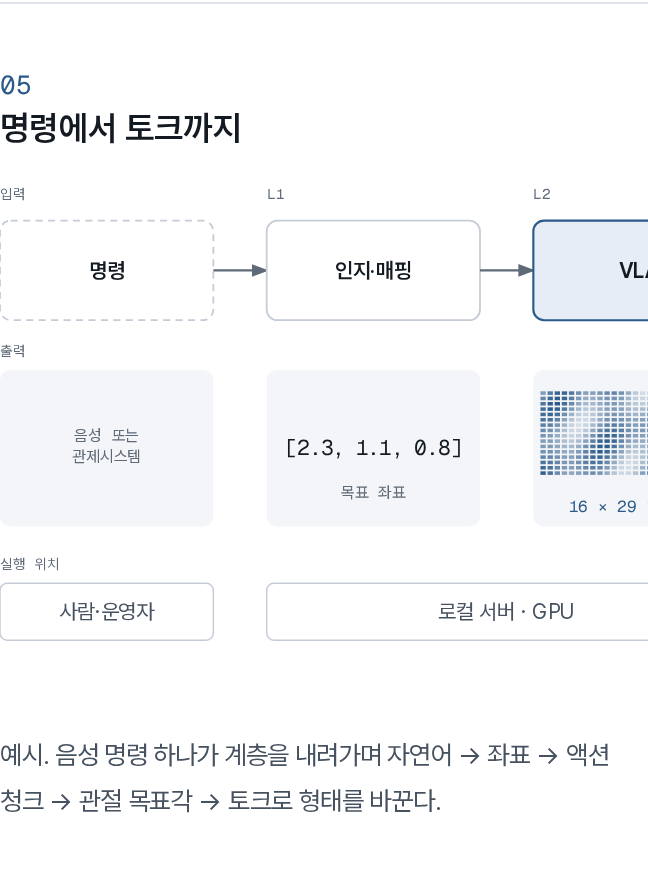 05
명령에서 토크까지
입력
L1
L2
명령
인지·매핑
출력
음성 또는
관제시스템
[2.3, 1.1, 0.8]
목표 좌표
16 × 29
실행 위치
사람·운영자
로컬 서버 · GPU
예시. 음성 명령 하나가 계층을 내려가며 자연어 → 좌표 → 액션
청크 → 관절 목표각 → 토크로 형태를 바꾼다.